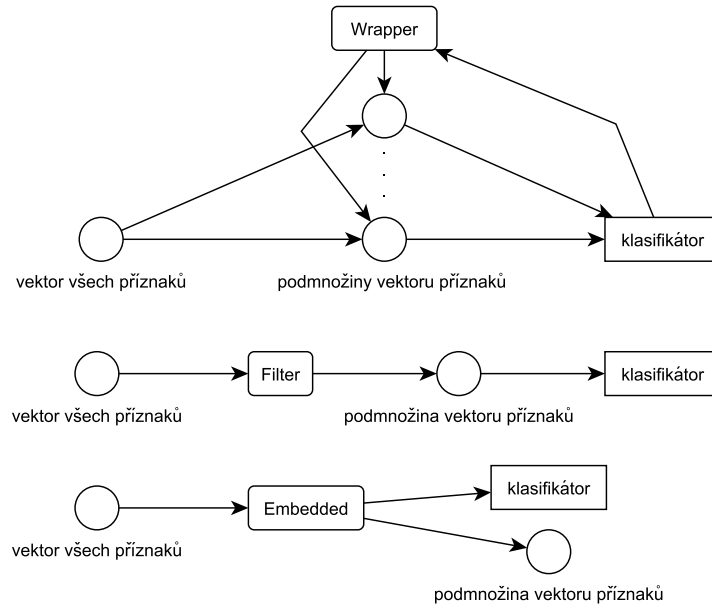 Wrapper
klasifikátor
vektor všech příznaků
podmnožiny vektoru příznaků
Filter
klasifikátor
vektor všech příznaků
podmnožina vektoru příznaků
klasifikátor
Embedded
vektor všech příznaků
podmnožina vektoru příznaků